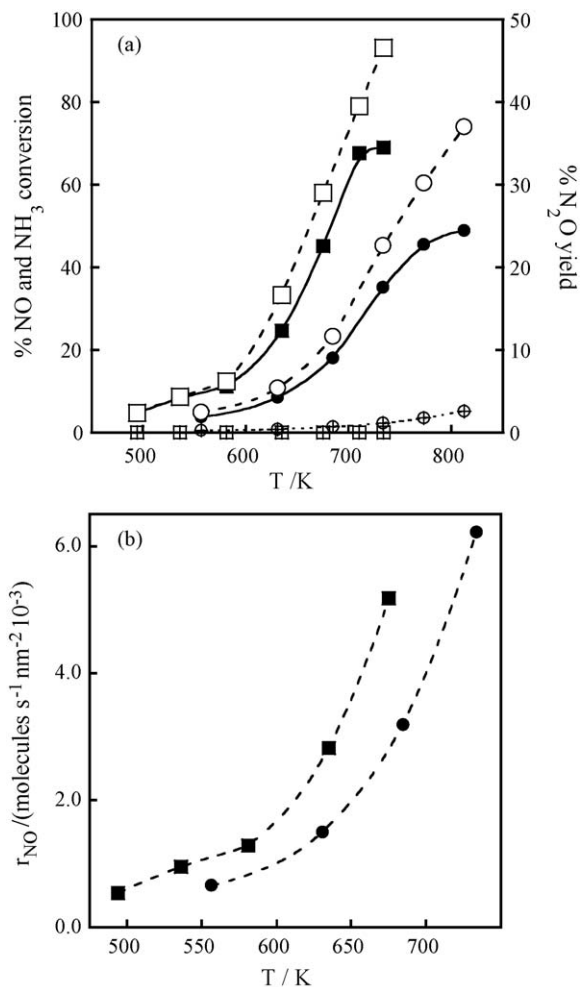 (a)
100
80
60
40
20
0
% NO and NH₃ conversion
50
40
30
20
10
0
% N₂O yield
500 600 700 800
T /K
(b)
6.0
4.0
2.0
0.0
r_NO/(molecules s⁻¹ nm⁻² 10⁻³)
500 550 600 650 700
T / K